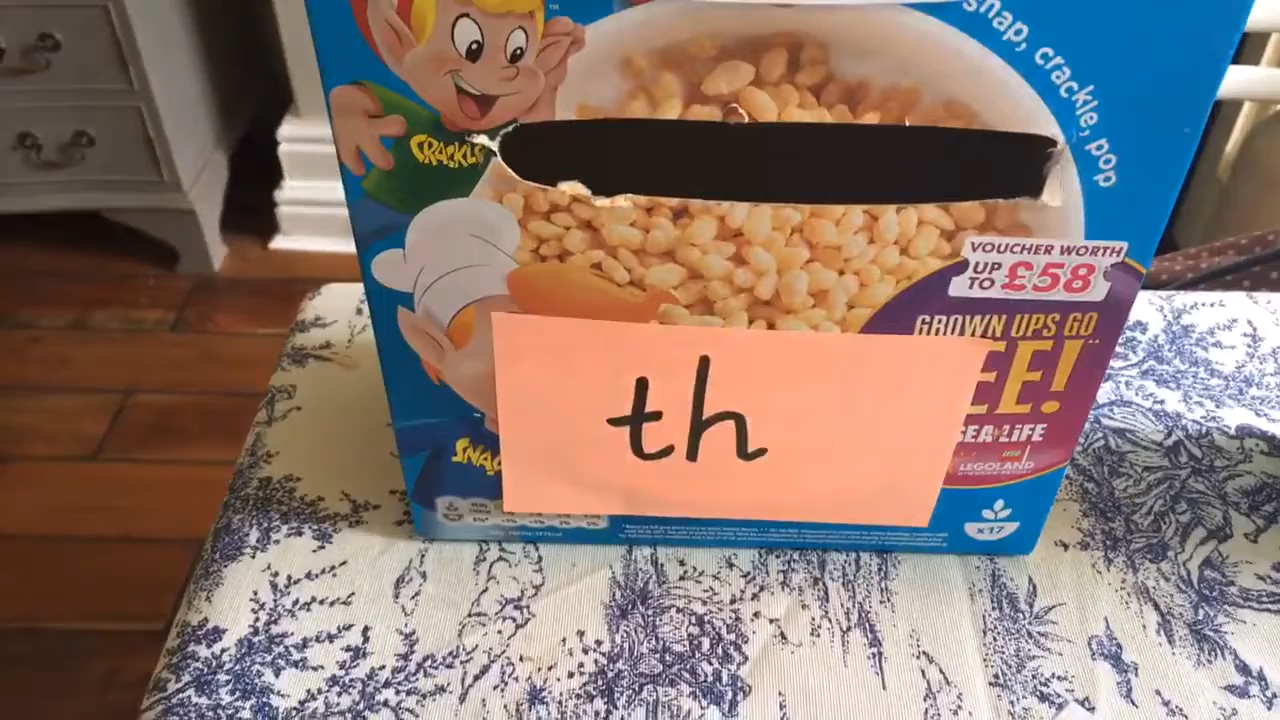 snap, crackle, pop
CRACKLE
VOUCHER WORTH
UP TO £58
GROWN UPS GO
EE!
SEA LIFE
LEGOLAND
th
SNAP
x17